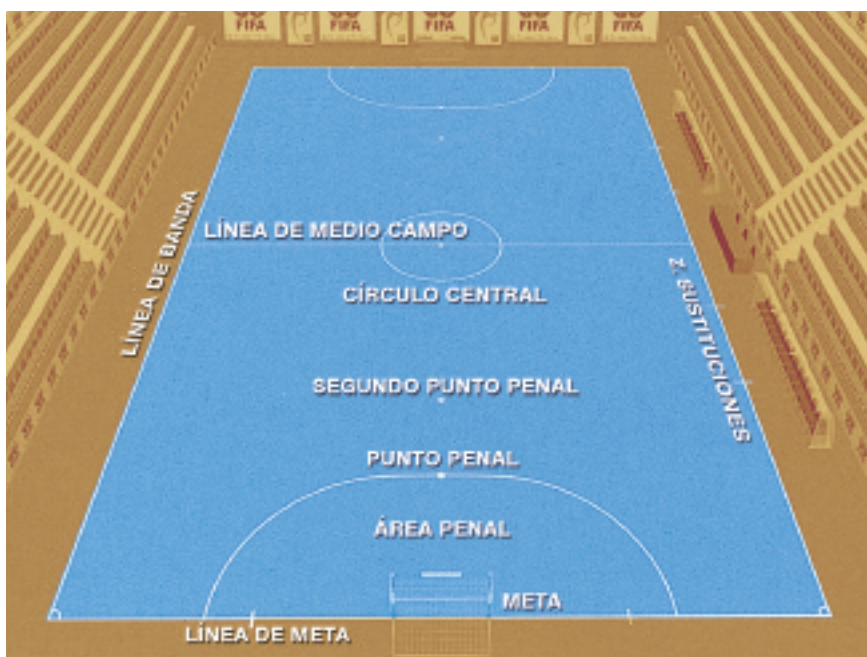 FIFA FIFA FIFA FIFA
LÍNEA DE BANDA
LÍNEA DE MEDIO CAMPO
Z. SUSTITUCIONES
CÍRCULO CENTRAL
SEGUNDO PUNTO PENAL
PUNTO PENAL
ÁREA PENAL
META
LÍNEA DE META